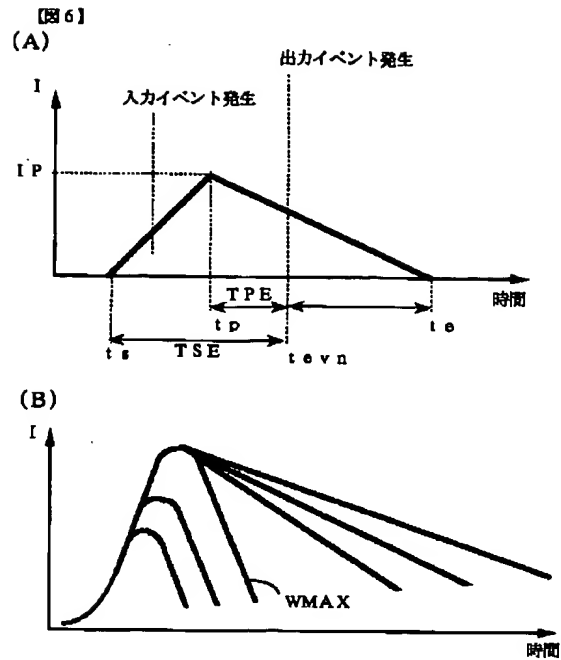 【図6】
(A)
出力イベント発生
I
入力イベント発生
IP
時間
TPE
tp
te
ts
TSE
tevn
(B)
I
WMAX
時間